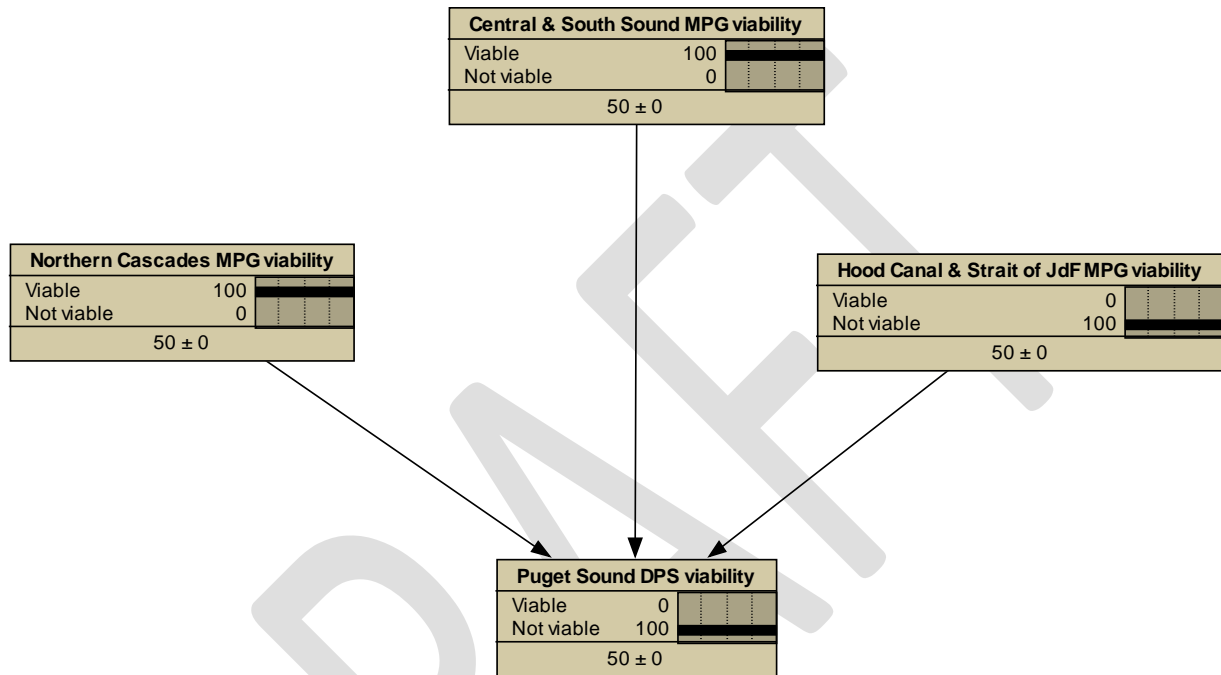 Central & South Sound MPG viability
Viable 100
Not viable 0
50 ± 0
Northern Cascades MPG viability
Viable 100
Not viable 0
50 ± 0
Hood Canal & Strait of JdF MPG viability
Viable 0
Not viable 100
50 ± 0
Puget Sound DPS viability
Viable 0
Not viable 100
50 ± 0
DRAFT